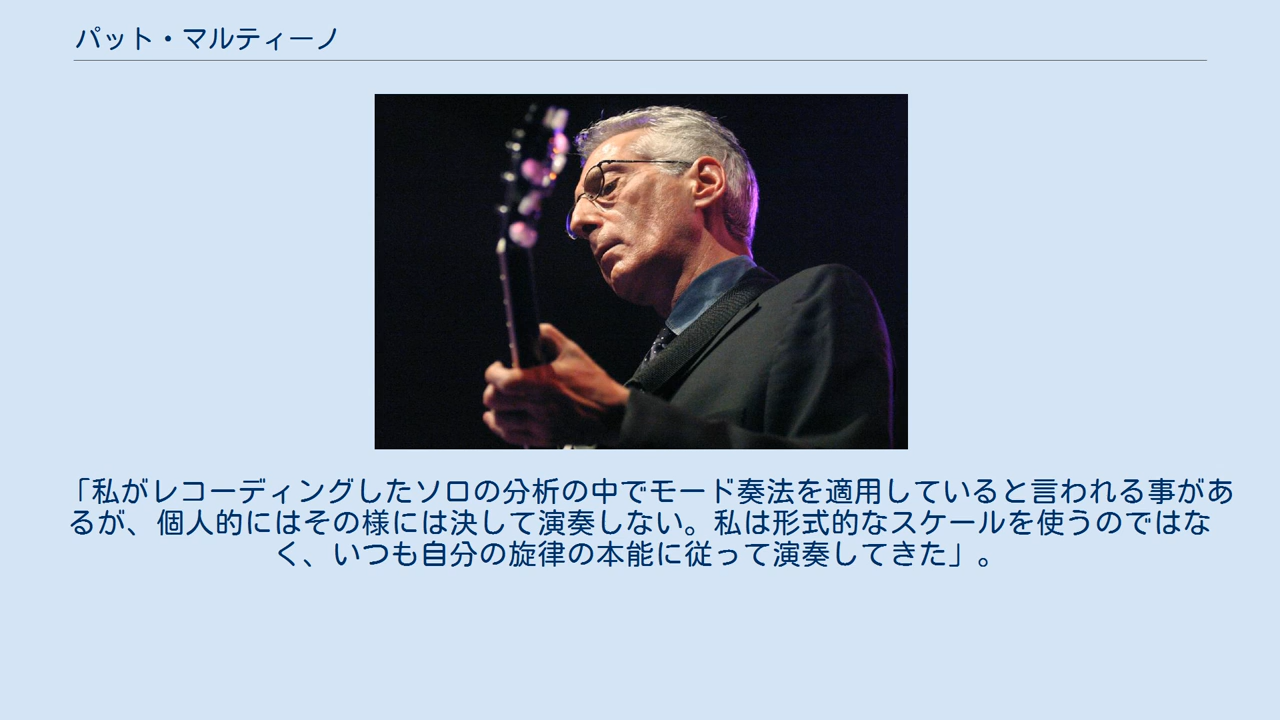 パット・マルティーノ
「私がレコーディングしたソロの分析の中でモード奏法を適用していると言われる事があ
るが、個人的にはその様には決して演奏しない。私は形式的なスケールを使うのではな
く、いつも自分の旋律の本能に従って演奏してきた」。